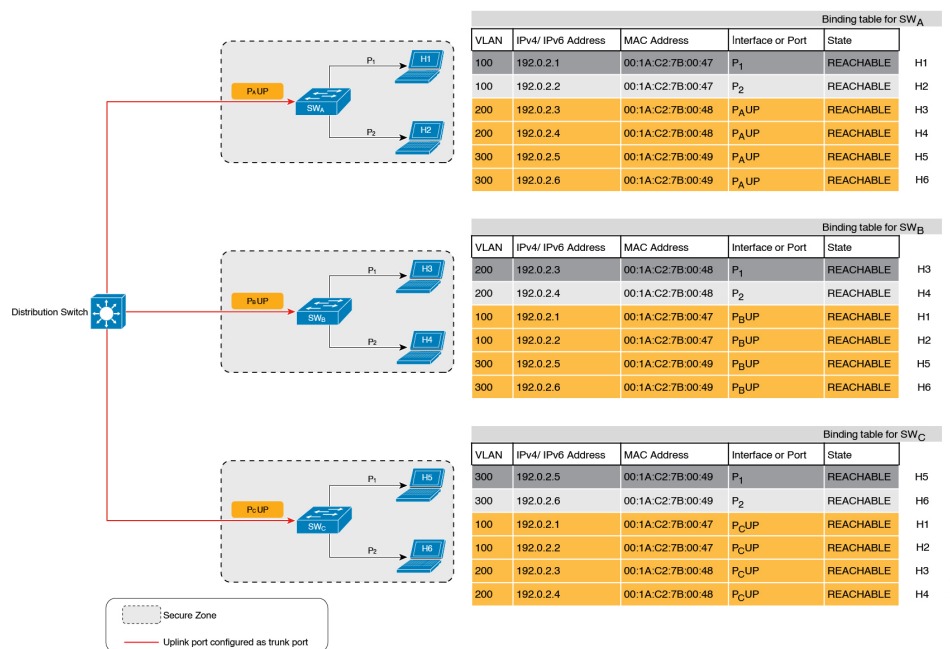 Binding table for SWA
VLAN IPv4/ IPv6 Address MAC Address Interface or Port State
100 192.0.2.1 00:1A:C2:7B:00:47 P1 REACHABLE H1
100 192.0.2.2 00:1A:C2:7B:00:47 P2 REACHABLE H2
200 192.0.2.3 00:1A:C2:7B:00:48 PAUP REACHABLE H3
200 192.0.2.4 00:1A:C2:7B:00:48 PAUP REACHABLE H4
300 192.0.2.5 00:1A:C2:7B:00:49 PAUP REACHABLE H5
300 192.0.2.6 00:1A:C2:7B:00:49 PAUP REACHABLE H6
P1
H1
PAUP
SWA
P2
H2
Binding table for SWB
VLAN IPv4/ IPv6 Address MAC Address Interface or Port State
200 192.0.2.3 00:1A:C2:7B:00:48 P1 REACHABLE H3
200 192.0.2.4 00:1A:C2:7B:00:48 P2 REACHABLE H4
100 192.0.2.1 00:1A:C2:7B:00:47 PBUP REACHABLE H1
100 192.0.2.2 00:1A:C2:7B:00:47 PBUP REACHABLE H2
300 192.0.2.5 00:1A:C2:7B:00:49 PBUP REACHABLE H5
300 192.0.2.6 00:1A:C2:7B:00:49 PBUP REACHABLE H6
P1
H3
PBUP
SWB
P2
H4
Distribution Switch
Binding table for SWC
VLAN IPv4/ IPv6 Address MAC Address Interface or Port State
300 192.0.2.5 00:1A:C2:7B:00:49 P1 REACHABLE H5
300 192.0.2.6 00:1A:C2:7B:00:49 P2 REACHABLE H6
100 192.0.2.1 00:1A:C2:7B:00:47 PCUP REACHABLE H1
100 192.0.2.2 00:1A:C2:7B:00:47 PCUP REACHABLE H2
200 192.0.2.3 00:1A:C2:7B:00:48 PCUP REACHABLE H3
200 192.0.2.4 00:1A:C2:7B:00:48 PCUP REACHABLE H4
P1
H5
PCUP
SWC
P2
H6
Secure Zone
Uplink port configured as trunk port